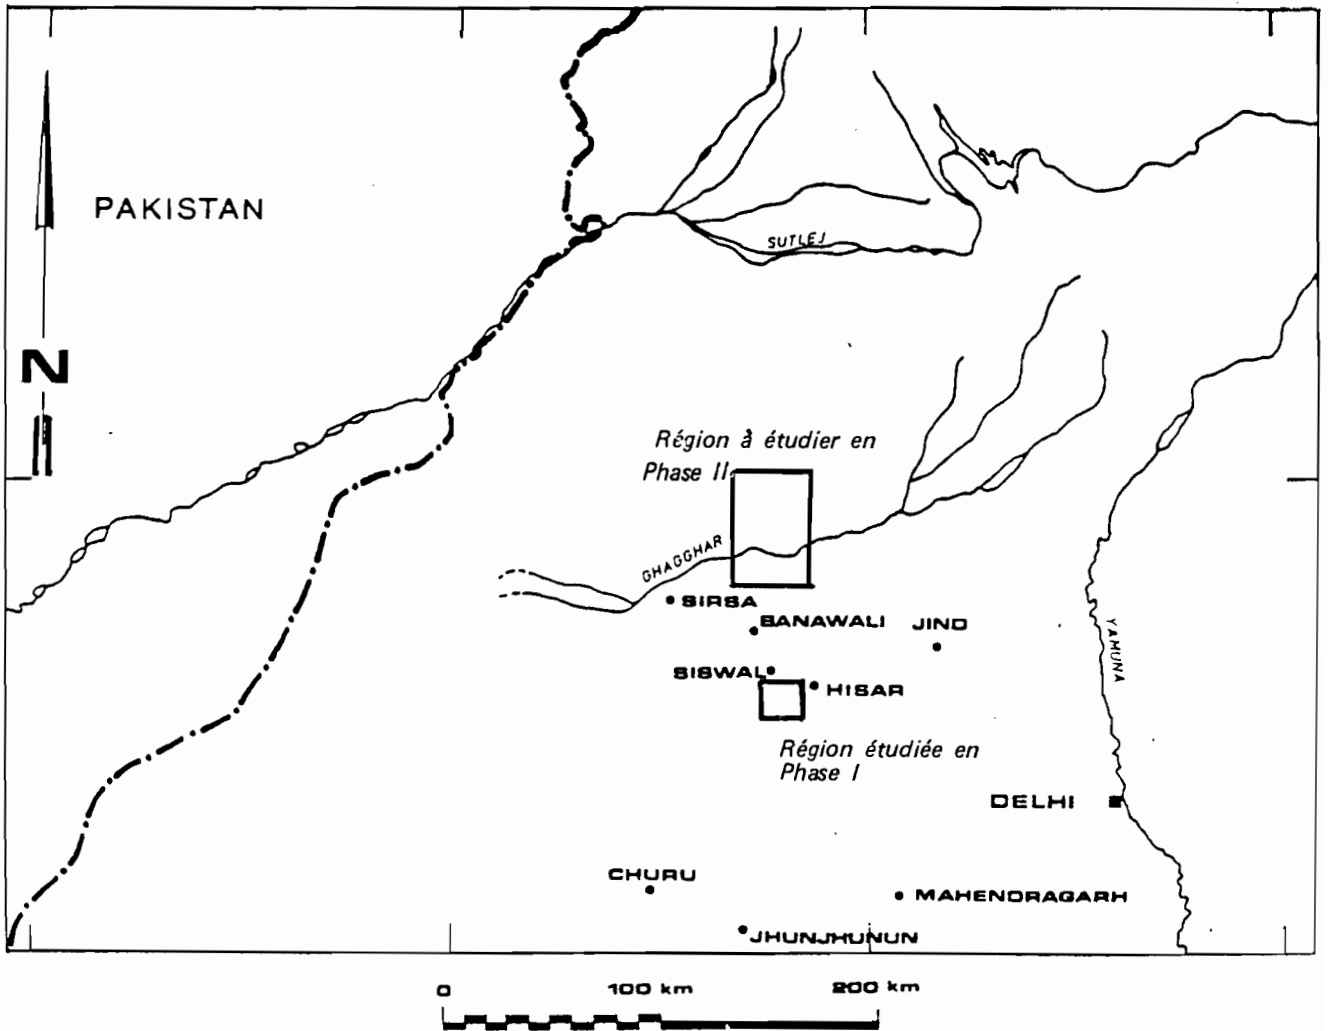 PAKISTAN
SUTLEJ
N
Région à étudier en
Phase II
GHAGGHAR
SIRSA
BANAWALI
JIND
YAMUNA
SISWAL
HISAR
Région étudiée en
Phase I
DELHI
CHURU
MAHENDRAGARH
JHUNJHUNUN
0 100 km 200 km